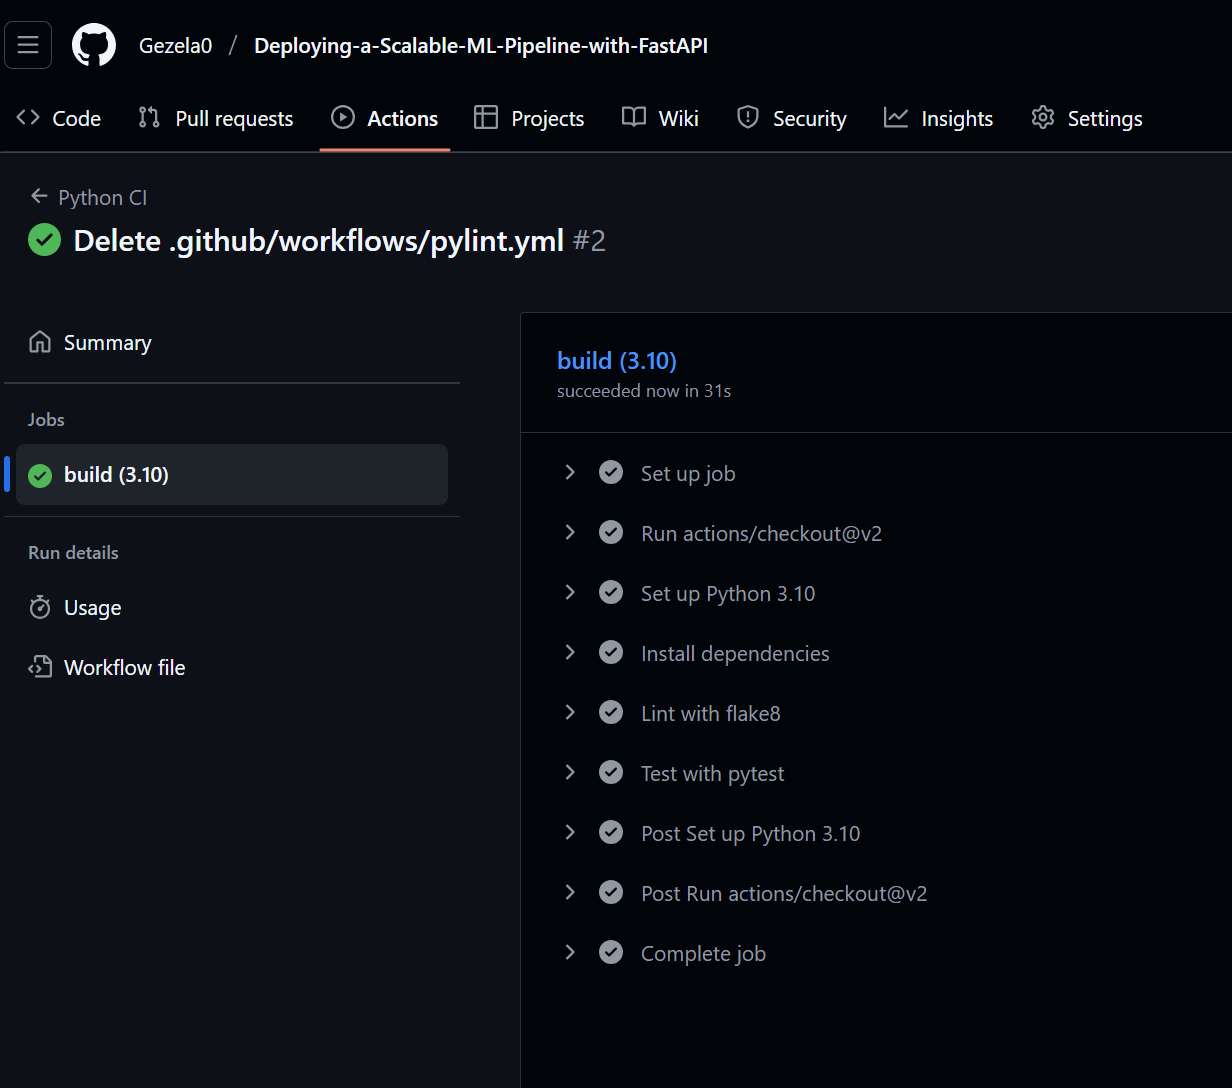 Gezela0 / Deploying-a-Scalable-ML-Pipeline-with-FastAPI
Code Pull requests Actions Projects Wiki Security Insights Settings
Python CI
Delete .github/workflows/pylint.yml #2
Summary
Jobs
build (3.10)
Run details
Usage
Workflow file
build (3.10)
succeeded now in 31s
Set up job
Run actions/checkout@v2
Set up Python 3.10
Install dependencies
Lint with flake8
Test with pytest
Post Set up Python 3.10
Post Run actions/checkout@v2
Complete job